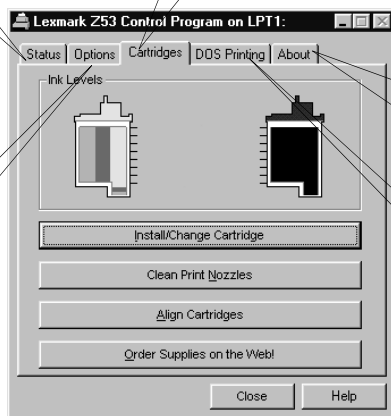 Lexmark Z53 Control Program on LPT1:
Status Options Cartridges DOS Printing About
Ink Levels
Install/Change Cartridge
Clean Print Nozzles
Align Cartridges
Order Supplies on the Web!
Close Help